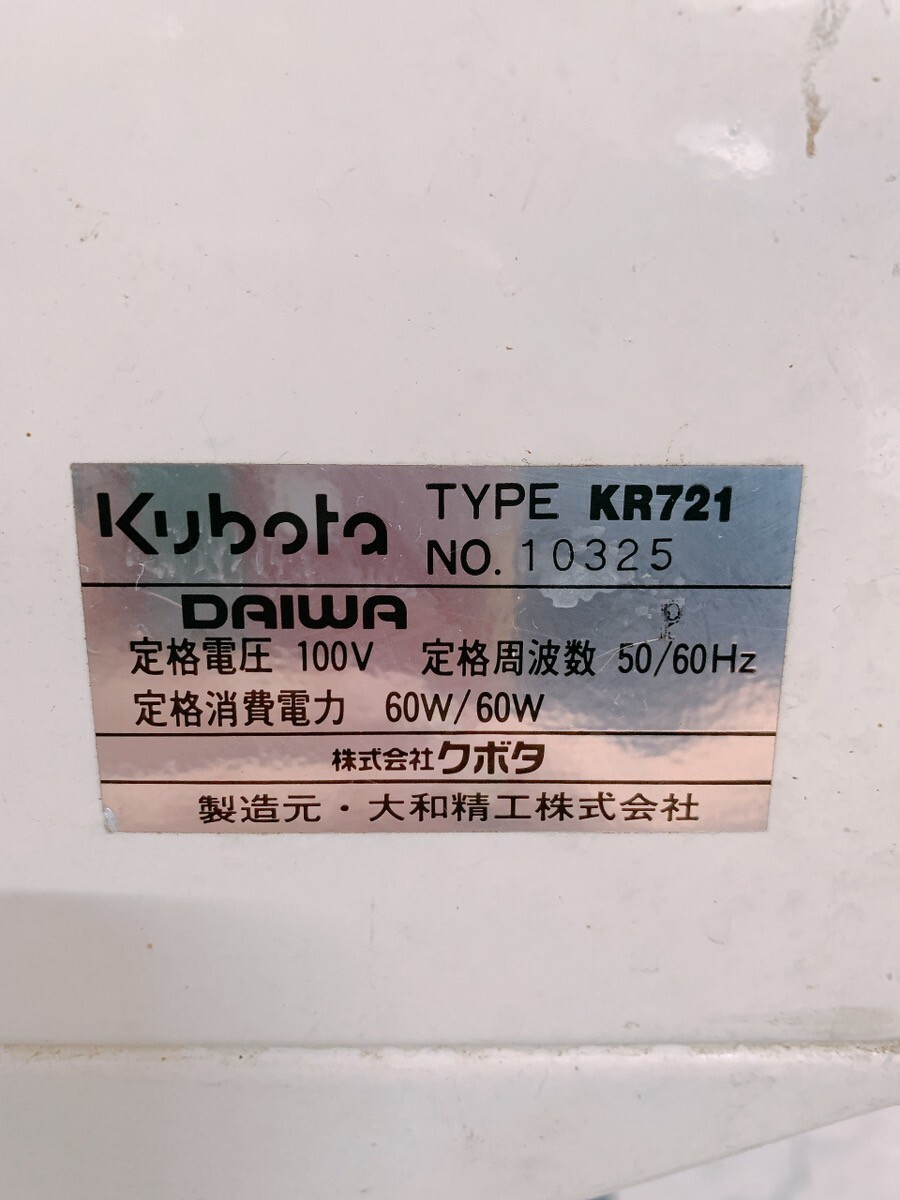 Kubota TYPE KR721
NO. 10325
DAIWA
定格電圧 100V 定格周波数 50/60Hz
定格消費電力 60W/60W
株式会社クボタ
製造元・大和精工株式会社